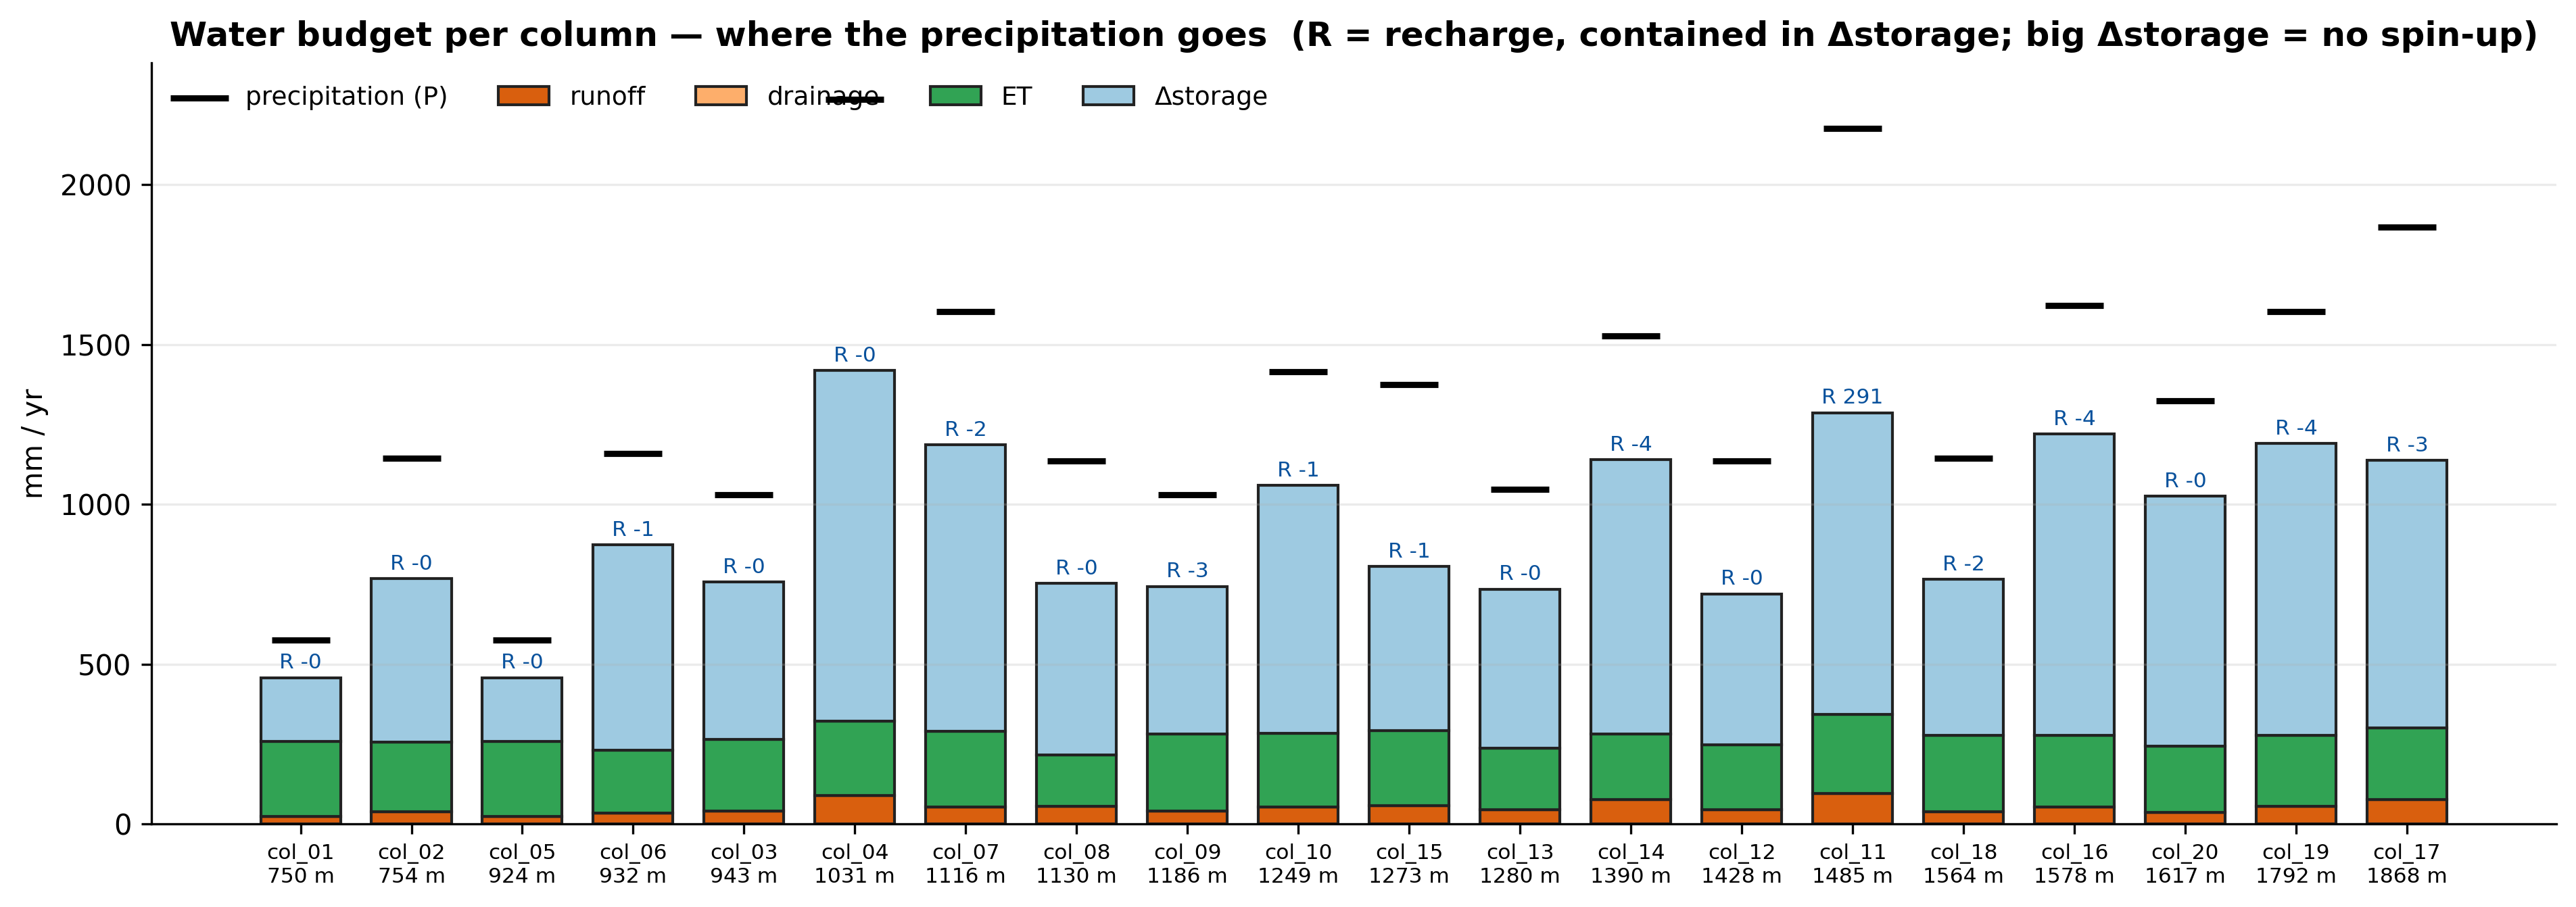 Water budget per column — where the precipitation goes  (R = recharge, contained in Δstorage; big Δstorage = no spin-up)
precipitation (P) runoff drainage ET Δstorage
mm / yr
2000
1500
1000
500
0
R -0 R -0 R -0 R -1 R -0 R -0 R -2 R -0 R -3 R -1 R -1 R -0 R -4 R -0 R 291 R -2 R -4 R -0 R -4 R -3
col_01 col_02 col_05 col_06 col_03 col_04 col_07 col_08 col_09 col_10 col_15 col_13 col_14 col_12 col_11 col_18 col_16 col_20 col_19 col_17
750 m 754 m 924 m 932 m 943 m 1031 m 1116 m 1130 m 1186 m 1249 m 1273 m 1280 m 1390 m 1428 m 1485 m 1564 m 1578 m 1617 m 1792 m 1868 m